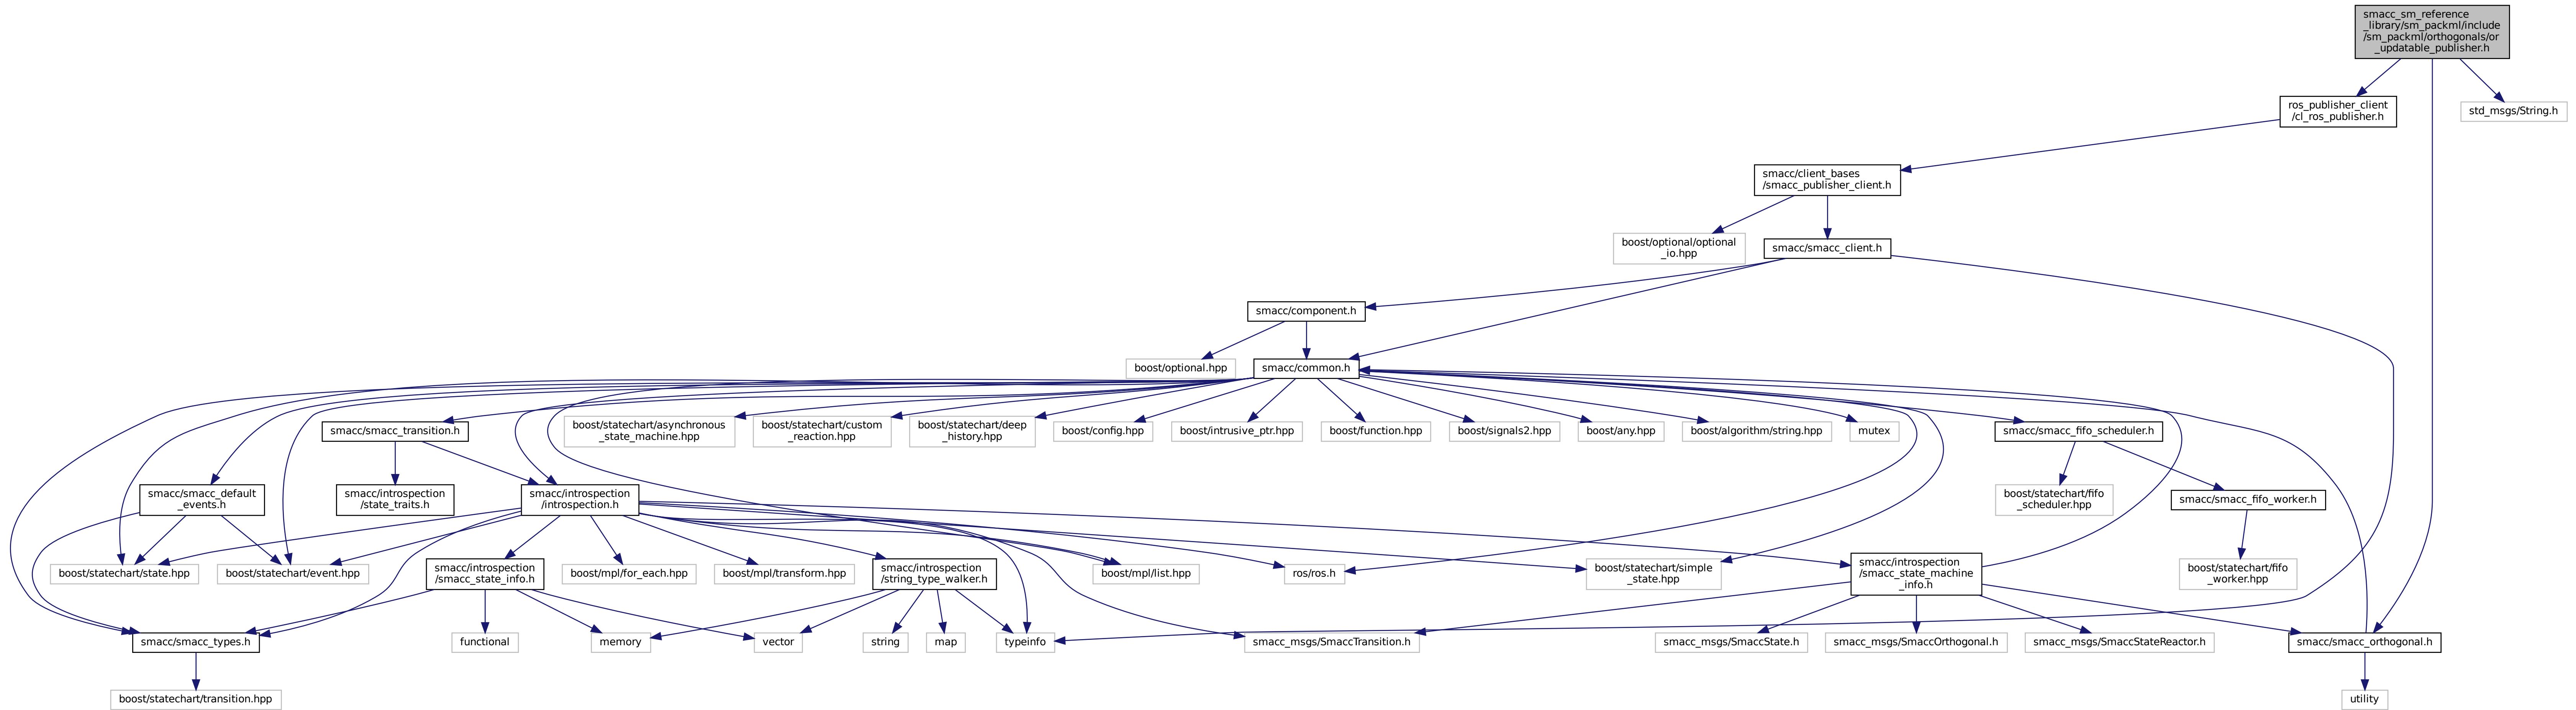 smacc_sm_reference
_library/sm_packml/include
/sm_packml/orthogonals/or
_updatable_publisher.h
ros_publisher_client
/cl_ros_publisher.h
std_msgs/String.h
smacc/client_bases
/smacc_publisher_client.h
boost/optional/optional
_io.hpp
smacc/smacc_client.h
smacc/component.h
boost/optional.hpp
smacc/common.h
smacc/smacc_transition.h
boost/statechart/asynchronous
_state_machine.hpp
boost/statechart/custom
_reaction.hpp
boost/statechart/deep
_history.hpp
boost/config.hpp
boost/intrusive_ptr.hpp
boost/function.hpp
boost/signals2.hpp
boost/any.hpp
boost/algorithm/string.hpp
mutex
smacc/smacc_fifo_scheduler.h
smacc/smacc_default
_events.h
smacc/introspection
/state_traits.h
smacc/introspection
/introspection.h
boost/statechart/fifo
_scheduler.hpp
smacc/smacc_fifo_worker.h
boost/statechart/state.hpp
boost/statechart/event.hpp
smacc/introspection
/smacc_state_info.h
boost/mpl/for_each.hpp
boost/mpl/transform.hpp
smacc/introspection
/string_type_walker.h
boost/mpl/list.hpp
ros/ros.h
boost/statechart/simple
_state.hpp
smacc/introspection
/smacc_state_machine
_info.h
boost/statechart/fifo
_worker.hpp
smacc/smacc_types.h
functional
memory
vector
string
map
typeinfo
smacc_msgs/SmaccTransition.h
smacc_msgs/SmaccState.h
smacc_msgs/SmaccOrthogonal.h
smacc_msgs/SmaccStateReactor.h
smacc/smacc_orthogonal.h
boost/statechart/transition.hpp
utility